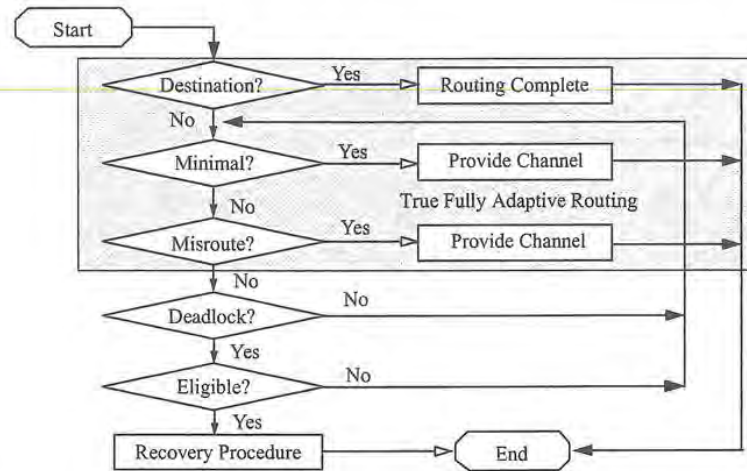 Start
Destination?
Yes
Routing Complete
No
Minimal?
Yes
Provide Channel
No
True Fully Adaptive Routing
Misroute?
Yes
Provide Channel
No
Deadlock?
No
Yes
Eligible?
No
Yes
Recovery Procedure
End